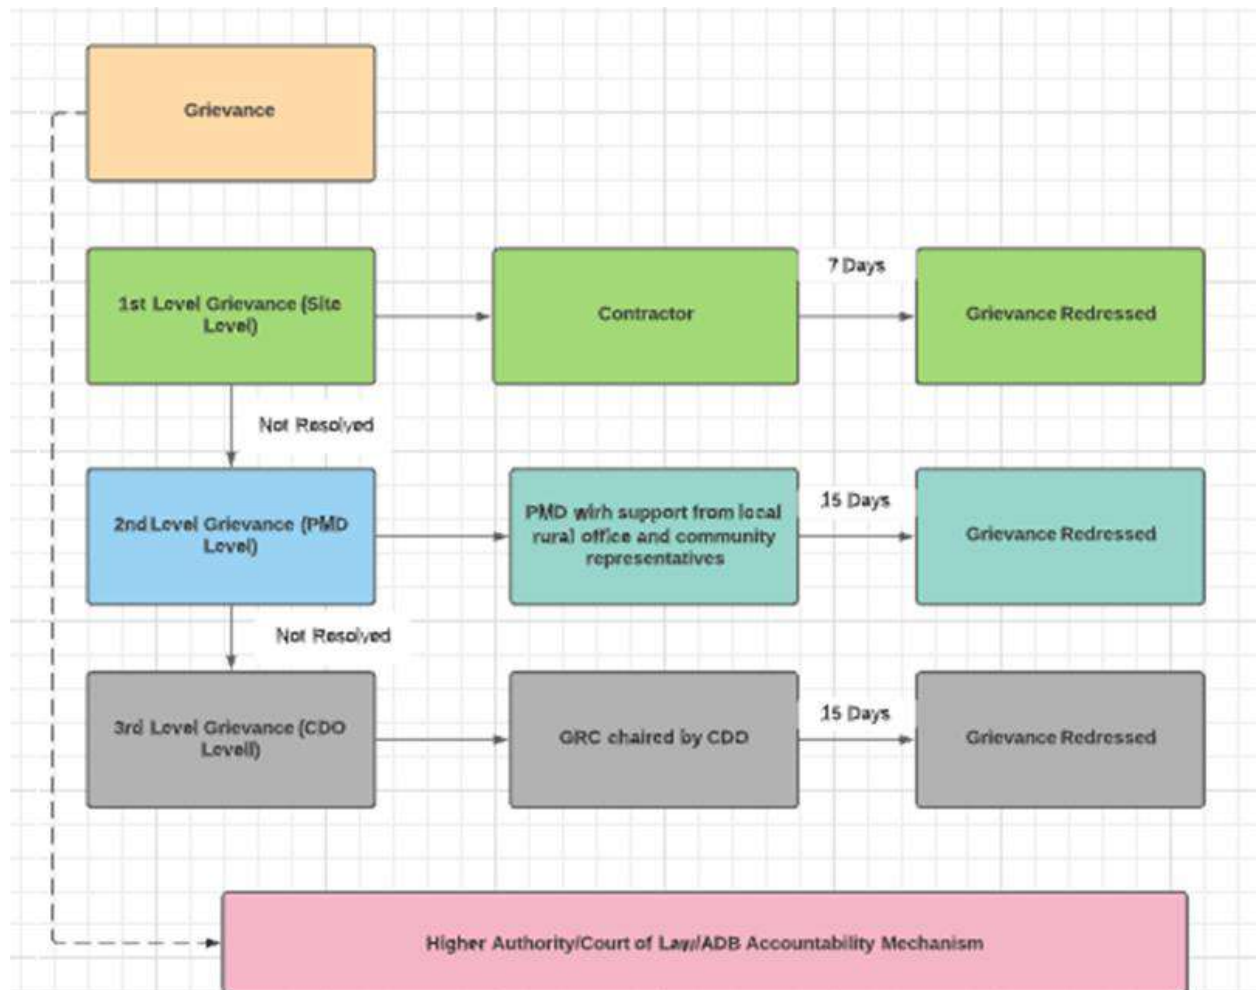 Grievance
1st Level Grievance (Site
Level)
Contractor
7 Days
Grievance Redressed
Not Resolved
2nd Level Grievance (PMD
Level)
PMD wirh support from local
rural office and community
representatives
15 Days
Grievance Redressed
Not Resolved
3rd Level Grievance (CDO
Levell)
GRC chaired by CDD
15 Days
Grievance Redressed
Higher Authority/Court of Law/ADB Accountability Mechanism